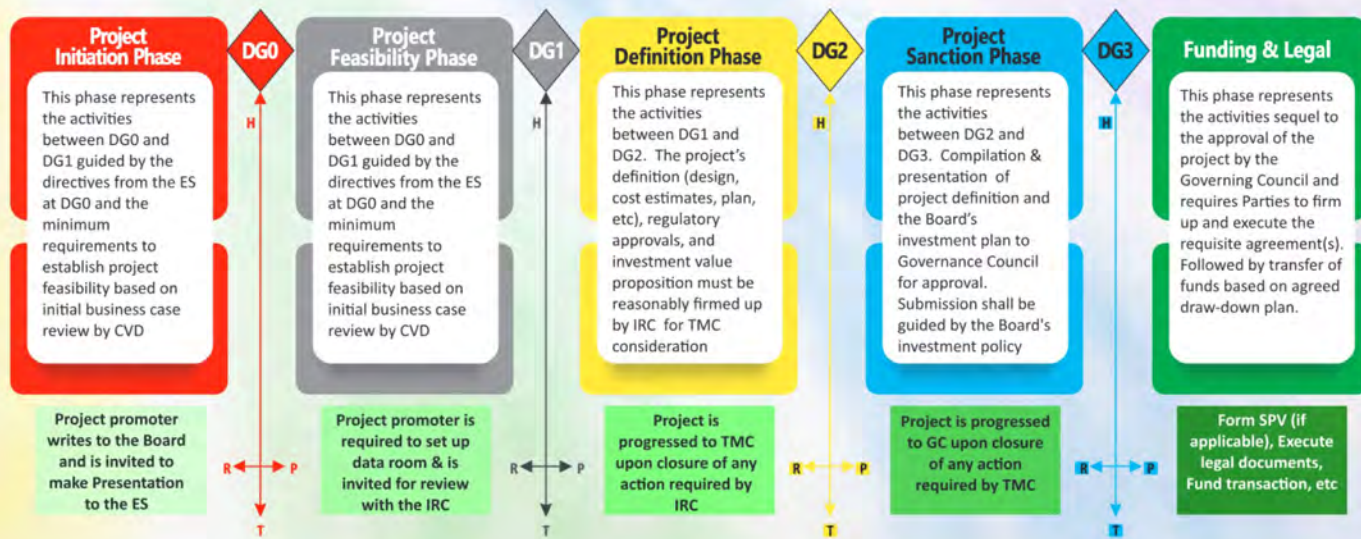 Project
Initiation Phase
This phase represents
the activities
between DG0 and
DG1 guided by the
directives from the ES
at DG0 and the
minimum
requirements to
establish project
feasibility based on
initial business case
review by CVD
Project promoter
writes to the Board
and is invited to
make Presentation
to the ES
DG0
H
R
P
T
Project
Feasibility Phase
This phase represents
the activities
between DG0 and
DG1 guided by the
directives from the ES
at DG0 and the
minimum
requirements to
establish project
feasibility based on
initial business case
review by CVD
Project promoter is
required to set up
data room & is
invited for review
with the IRC
DG1
H
R
P
T
Project
Definition Phase
This phase represents
the activities
between DG1 and
DG2. The project's
definition (design,
cost estimates, plan,
etc), regulatory
approvals, and
investment value
proposition must be
reasonably firmed up
by IRC for TMC
consideration
Project is
progressed to TMC
upon closure of any
action required by
IRC
DG2
H
R
P
T
Project
Sanction Phase
This phase represents
the activities
between DG2 and
DG3. Compilation &
presentation of
project definition and
the Board's
investment plan to
Governance Council
for approval.
Submission shall be
guided by the Board's
investment policy
Project is progressed
to GC upon closure
of any action
required by TMC
DG3
H
R
P
T
Funding & Legal
This phase represents
the activities sequel to
the approval of the
project by the
Governing Council and
requires Parties to firm
up and execute the
requisite agreement(s).
Followed by transfer of
funds based on agreed
draw-down plan.
Form SPV (if
applicable), Execute
legal documents,
Fund transaction, etc